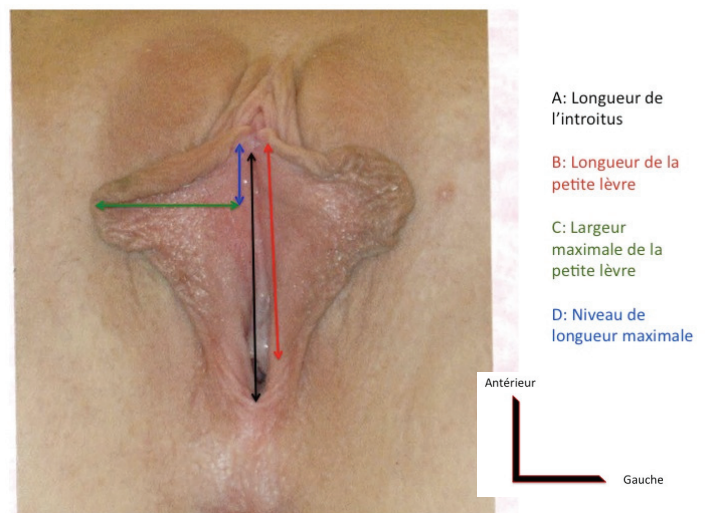 A: Longueur de
l'introitus
B: Longueur de la
petite lèvre
C: Largeur
maximale de la
petite lèvre
D: Niveau de
longueur maximale
Antérieur
Gauche